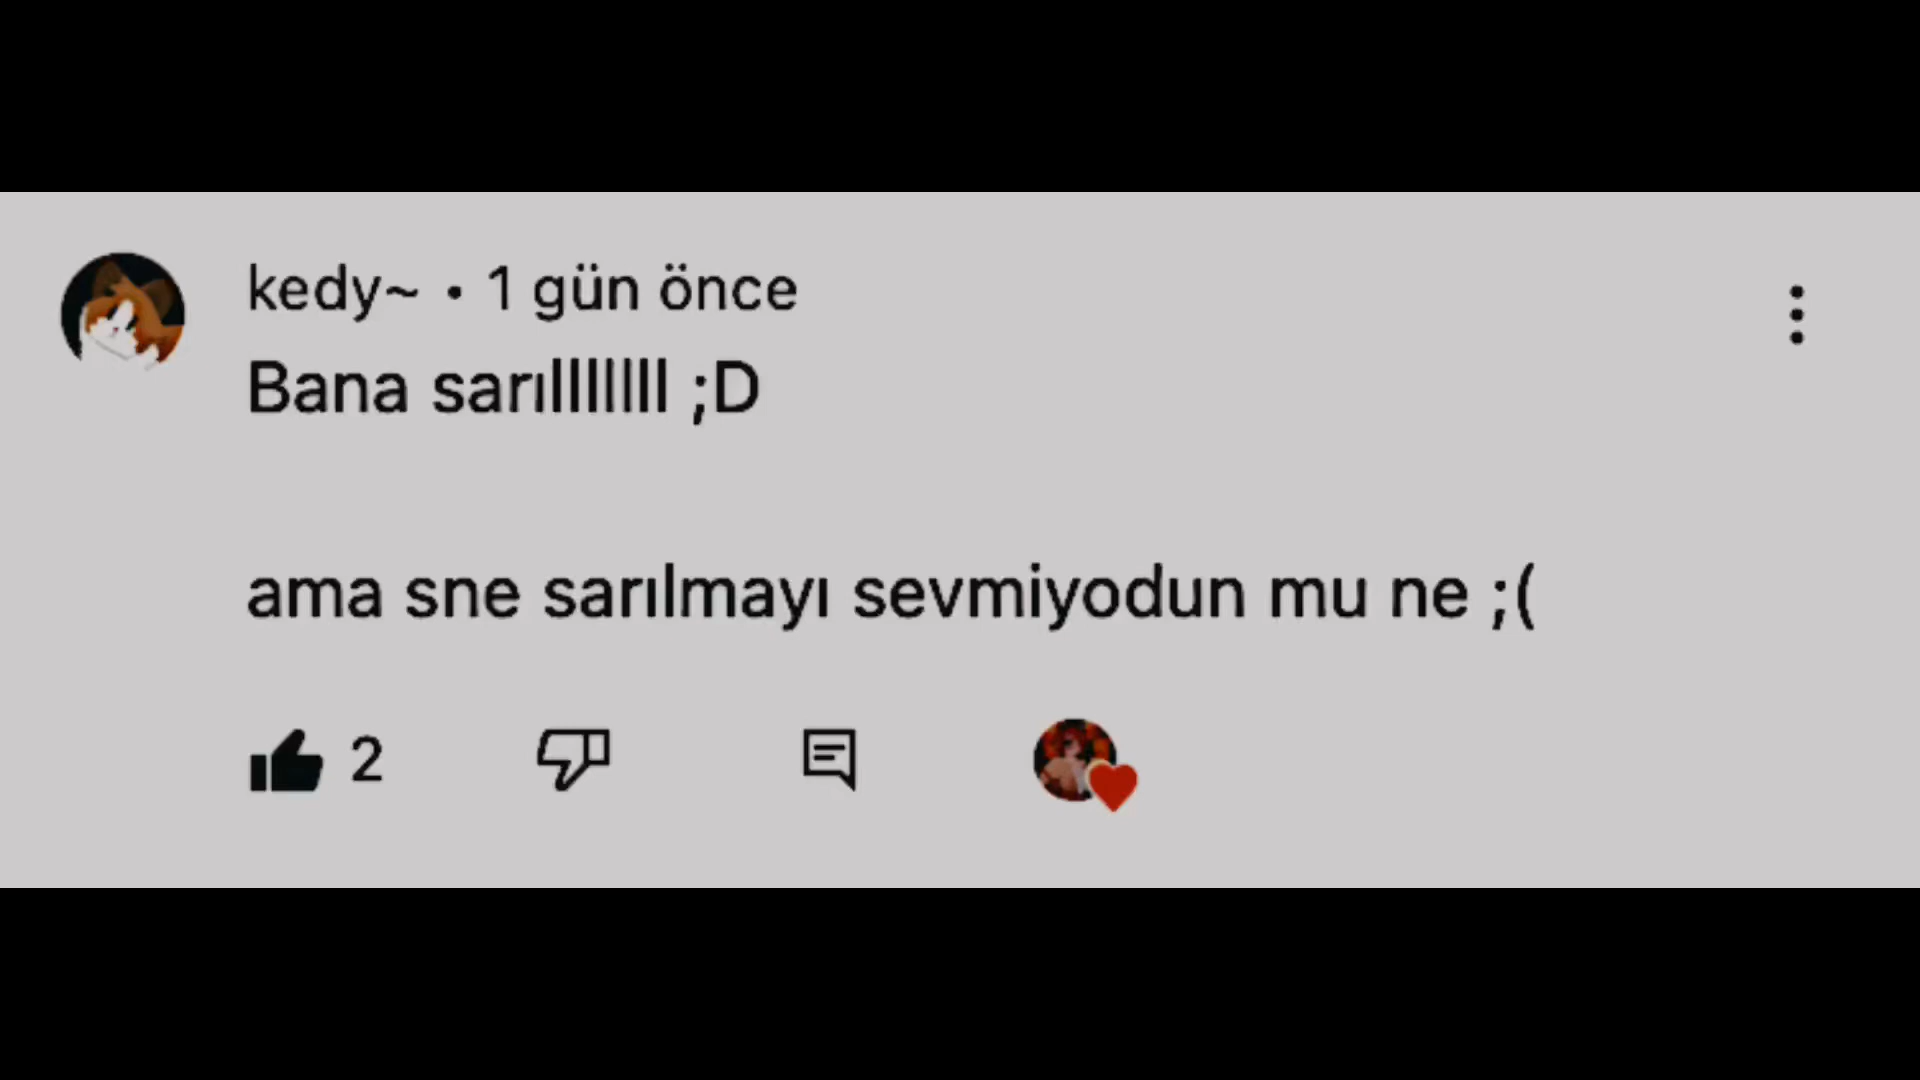 kedy~ • 1 gün önce
Bana sarıllllllll ;D
ama sne sarılmayı sevmiyodun mu ne ;(
2